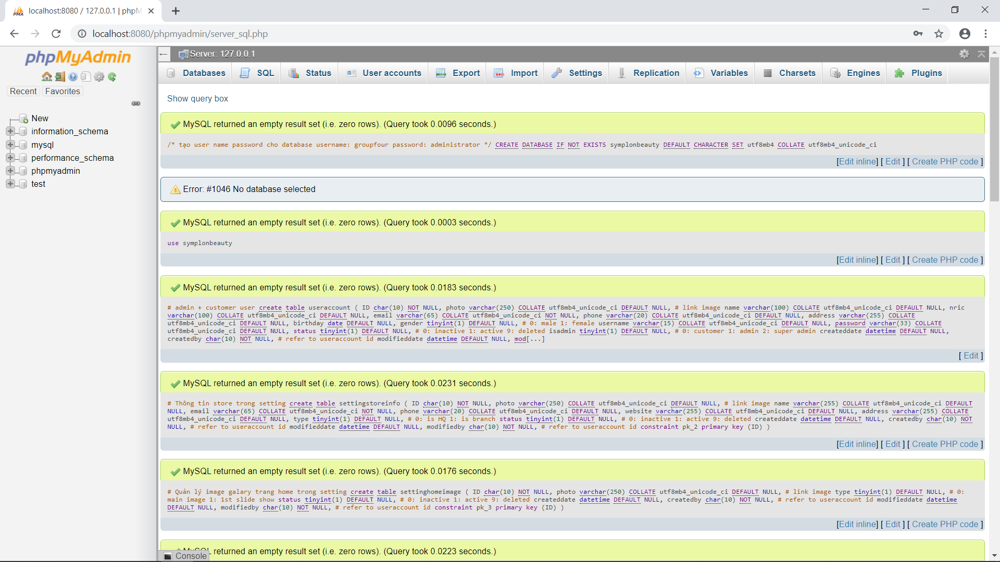 localhost:8080 / 127.0.0.1 | phpM
localhost:8080/phpmyadmin/server_sql.php
phpMyAdmin
Recent
Favorites
New
information_schema
mysql
performance_schema
phpmyadmin
test
Server: 127.0.0.1
Databases SQL Status User accounts Export Import Settings Replication Variables Charsets Engines Plugins
Show query box
MySQL returned an empty result set (i.e. zero rows). (Query took 0.0096 seconds.)
/* tạo user name password cho database username: groupfour password: administrator */ CREATE DATABASE IF NOT EXISTS symplonbeauty DEFAULT CHARACTER SET utf8mb4 COLLATE utf8mb4_unicode_ci
[Edit inline] [ Edit ] [ Create PHP code ]
Error: #1046 No database selected
MySQL returned an empty result set (i.e. zero rows). (Query took 0.0003 seconds.)
use symplonbeauty
[Edit inline] [ Edit ] [ Create PHP code ]
MySQL returned an empty result set (i.e. zero rows). (Query took 0.0183 seconds.)
# admin + customer user create table useraccount ( ID char(10) NOT NULL, photo varchar(250) COLLATE utf8mb4_unicode_ci DEFAULT NULL, # link image name varchar(100) COLLATE utf8mb4_unicode_ci DEFAULT NULL, nric
varchar(100) COLLATE utf8mb4_unicode_ci DEFAULT NULL, email varchar(65) COLLATE utf8mb4_unicode_ci NOT NULL, phone varchar(20) COLLATE utf8mb4_unicode_ci DEFAULT NULL, address varchar(255) COLLATE
utf8mb4_unicode_ci DEFAULT NULL, birthday date DEFAULT NULL, gender tinyint(1) DEFAULT NULL, # 0: male 1: female username varchar(15) COLLATE utf8mb4_unicode_ci DEFAULT NULL, password varchar(33) COLLATE
utf8mb4_unicode_ci DEFAULT NULL, status tinyint(1) DEFAULT NULL, # 0: inactive 1: active 9: deleted isadmin tinyint(1) DEFAULT NULL, # 0: customer 1: admin 2: super admin createddate datetime DEFAULT NULL,
createdby char(10) NOT NULL, # refer to useraccount id modifieddate datetime DEFAULT NULL, mod[...]
[ Edit ]
MySQL returned an empty result set (i.e. zero rows). (Query took 0.0231 seconds.)
# Thông tin store trong setting create table settingstoreinfo ( ID char(10) NOT NULL, photo varchar(250) COLLATE utf8mb4_unicode_ci DEFAULT NULL, # link image name varchar(255) COLLATE utf8mb4_unicode_ci DEFAULT
NULL, email varchar(65) COLLATE utf8mb4_unicode_ci NOT NULL, phone varchar(20) COLLATE utf8mb4_unicode_ci DEFAULT NULL, website varchar(255) COLLATE utf8mb4_unicode_ci DEFAULT NULL, address varchar(255) COLLATE
utf8mb4_unicode_ci DEFAULT NULL, type tinyint(1) DEFAULT NULL, # 0: is HQ 1: is branch status tinyint(1) DEFAULT NULL, # 0: inactive 1: active 9: deleted createddate datetime DEFAULT NULL, createdby char(10) NOT
NULL, # refer to useraccount id modifieddate datetime DEFAULT NULL, modifiedby char(10) NOT NULL, # refer to useraccount id constraint pk_2 primary key (ID) )
[Edit inline] [ Edit ] [ Create PHP code ]
MySQL returned an empty result set (i.e. zero rows). (Query took 0.0176 seconds.)
# Quản lý image galary trang home trong setting create table settinghomeimage ( ID char(10) NOT NULL, photo varchar(250) COLLATE utf8mb4_unicode_ci DEFAULT NULL, # link image type tinyint(1) DEFAULT NULL, # 0:
main image 1: 1st slide show status tinyint(1) DEFAULT NULL, # 0: inactive 1: active 9: deleted createddate datetime DEFAULT NULL, createdby char(10) NOT NULL, # refer to useraccount id modifieddate datetime
DEFAULT NULL, modifiedby char(10) NOT NULL, # refer to useraccount id constraint pk_3 primary key (ID) )
[Edit inline] [ Edit ] [ Create PHP code ]
MySQL returned an empty result set (i.e. zero rows). (Query took 0.0223 seconds.)
Console